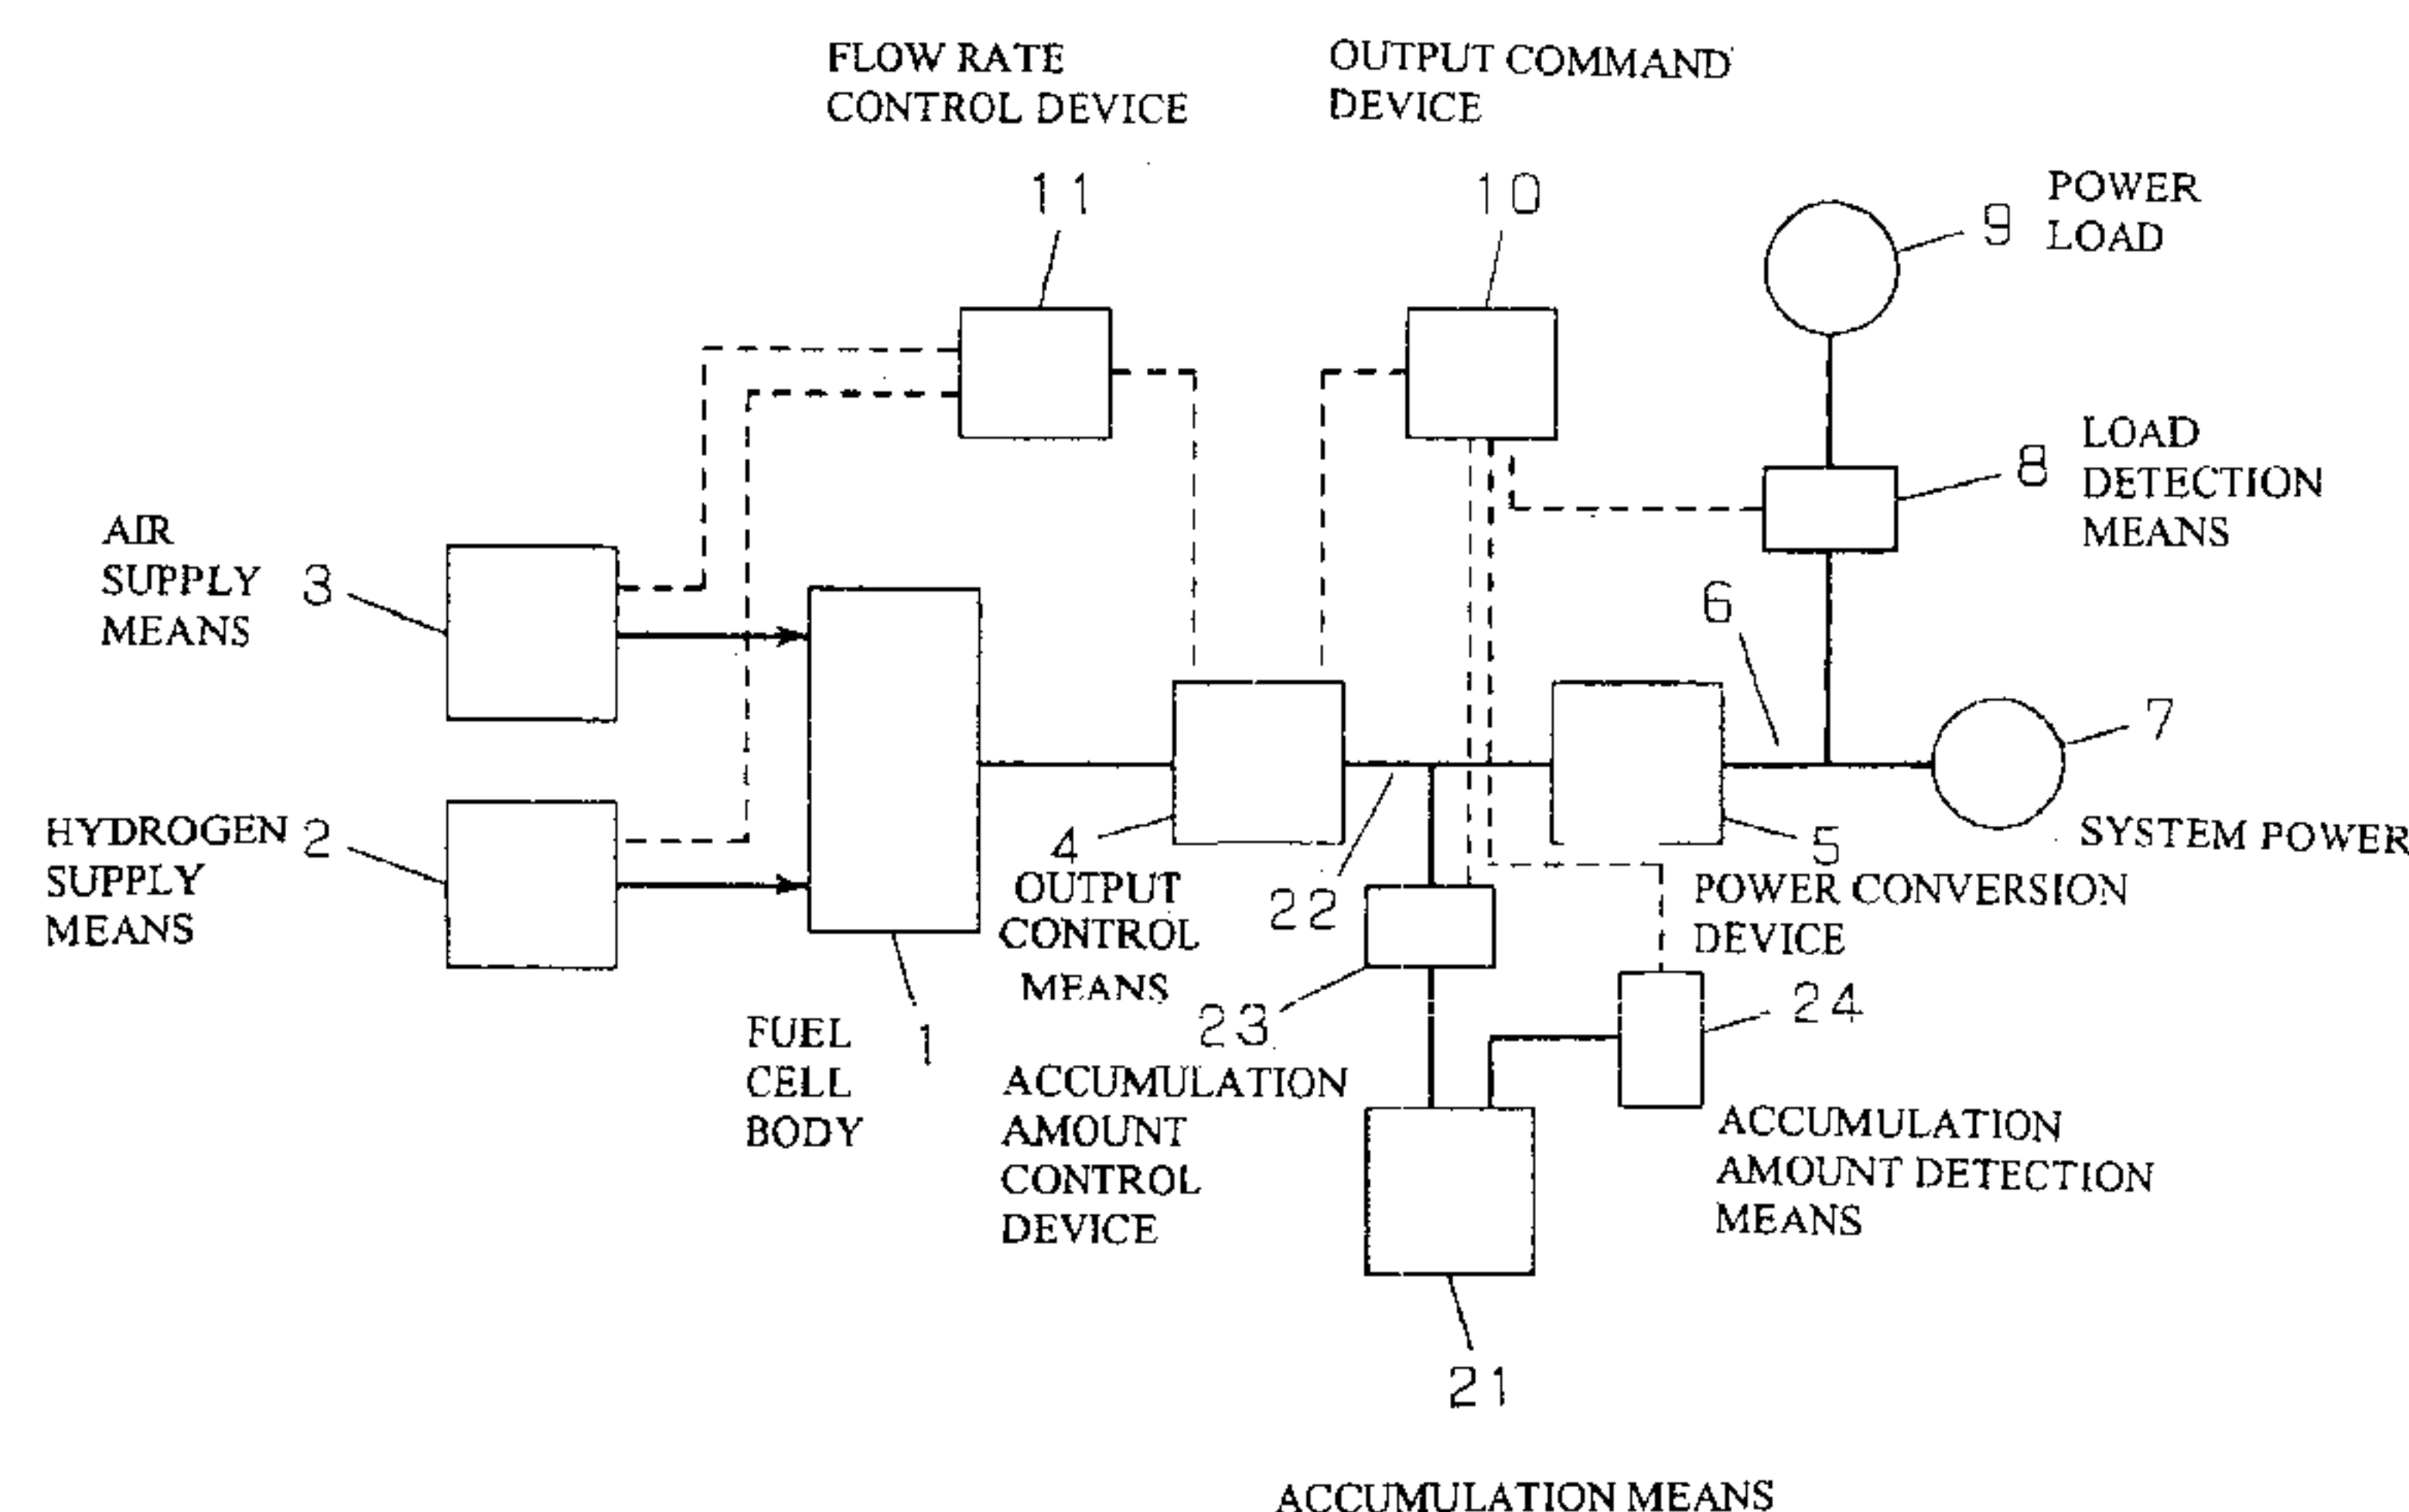 FLOW RATE
CONTROL DEVICE
OUTPUT COMMAND
DEVICE
11
10
POWER
LOAD
9
LOAD
DETECTION
MEANS
8
AIR
SUPPLY
MEANS
3
6
7
SYSTEM POWER
HYDROGEN
SUPPLY
MEANS
2
4
OUTPUT
CONTROL
MEANS
22
5
POWER CONVERSION
DEVICE
FUEL
CELL
BODY
1
23
ACCUMULATION
AMOUNT
CONTROL
DEVICE
24
ACCUMULATION
AMOUNT DETECTION
MEANS
21
ACCUMULATION MEANS